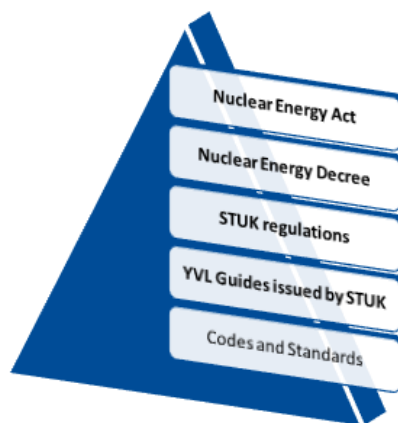 Nuclear Energy Act
Nuclear Energy Decree
STUK regulations
YVL Guides issued by STUK
Codes and Standards